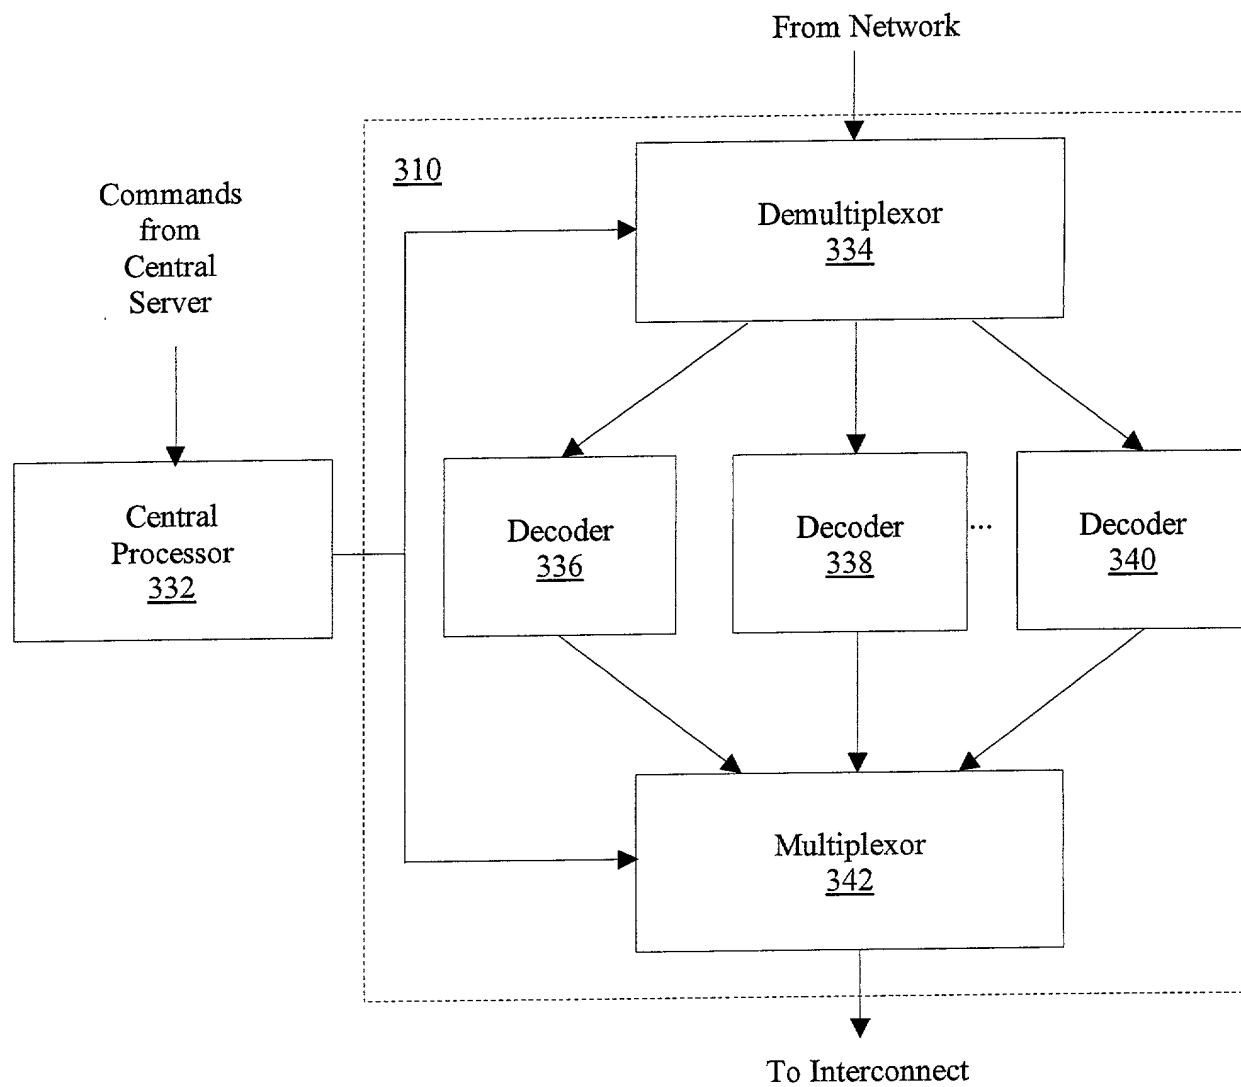 From Network
310
Commands
from
Central
Server
Demultiplexor
334
Central
Processor
332
Decoder
336
Decoder
338
...
Decoder
340
Multiplexor
342
To Interconnect